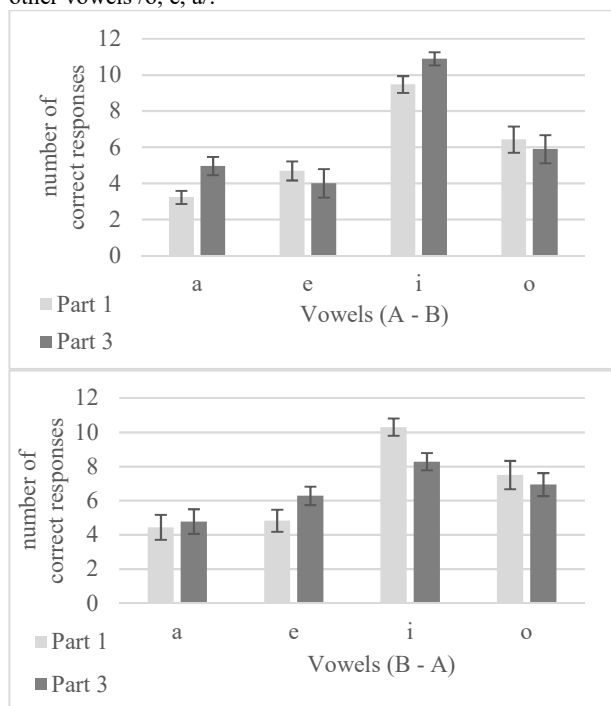 other vowels /o, e, a/.
12
10
8
6
4
2
0
number of
correct responses
a e i o
Vowels (A - B)
Part 1
Part 3
12
10
8
6
4
2
0
number of
correct responses
a e i o
Vowels (B - A)
Part 1
Part 3